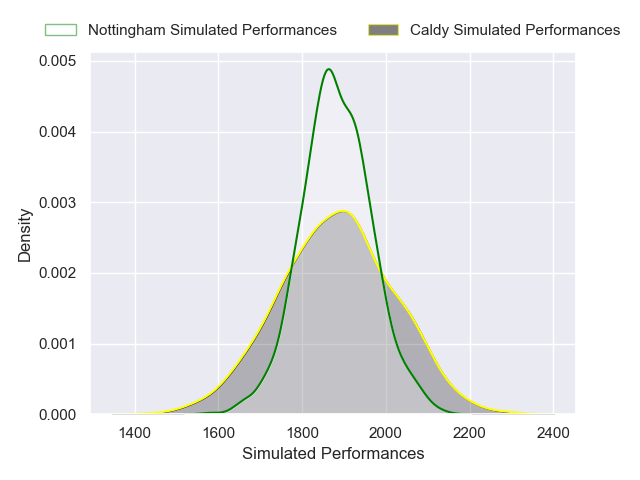 Nottingham Simulated Performances
Caldy Simulated Performances
0.005
0.004
0.003
0.002
0.001
0.000
Density
1400 1600 1800 2000 2200 2400
Simulated Performances